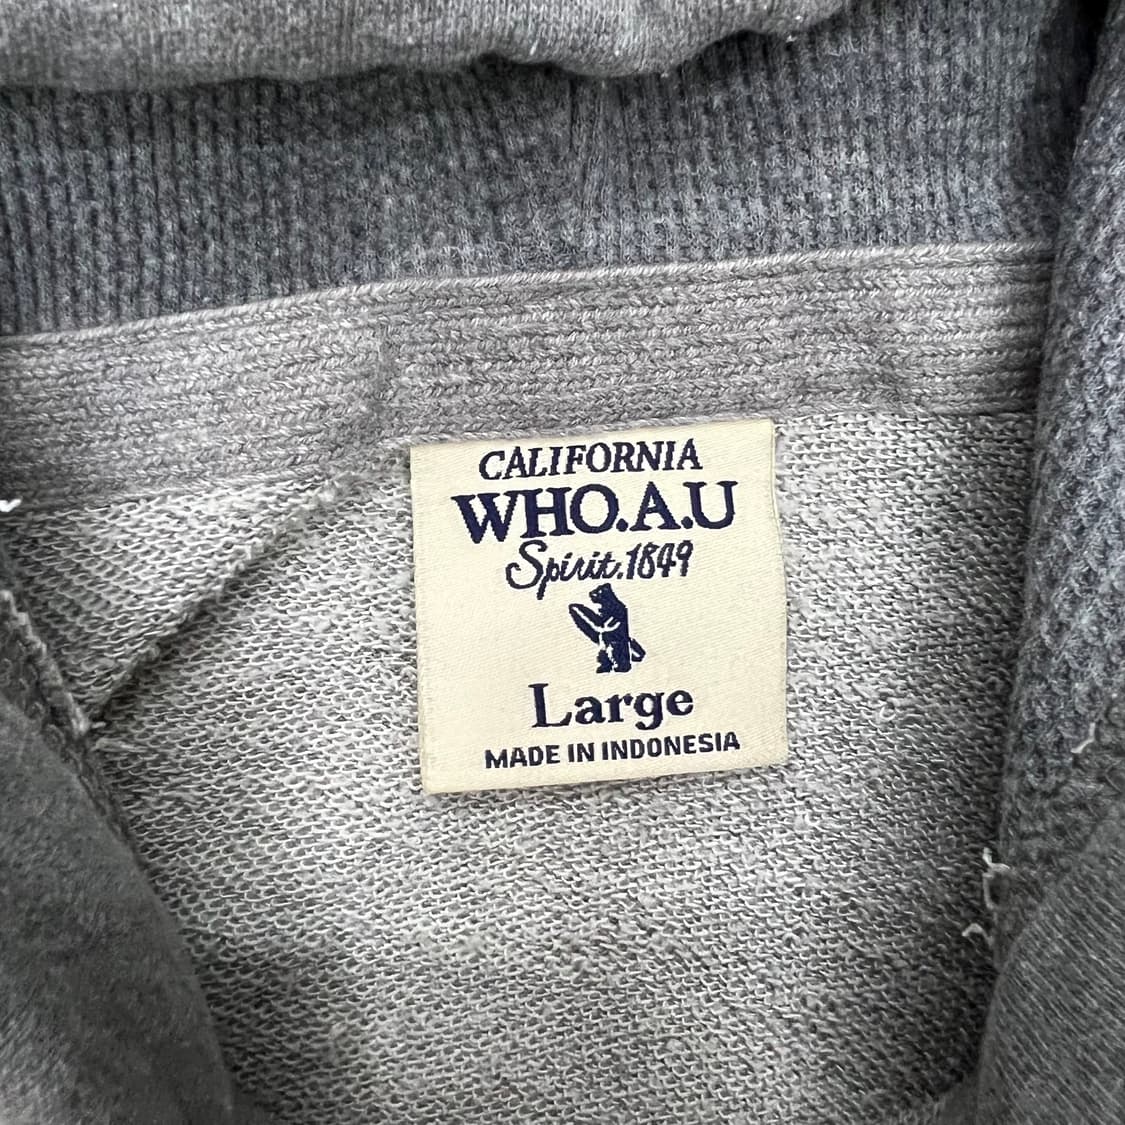 CALIFORNIA
WHO.A.U
Spirit.1849
Large
MADE IN INDONESIA